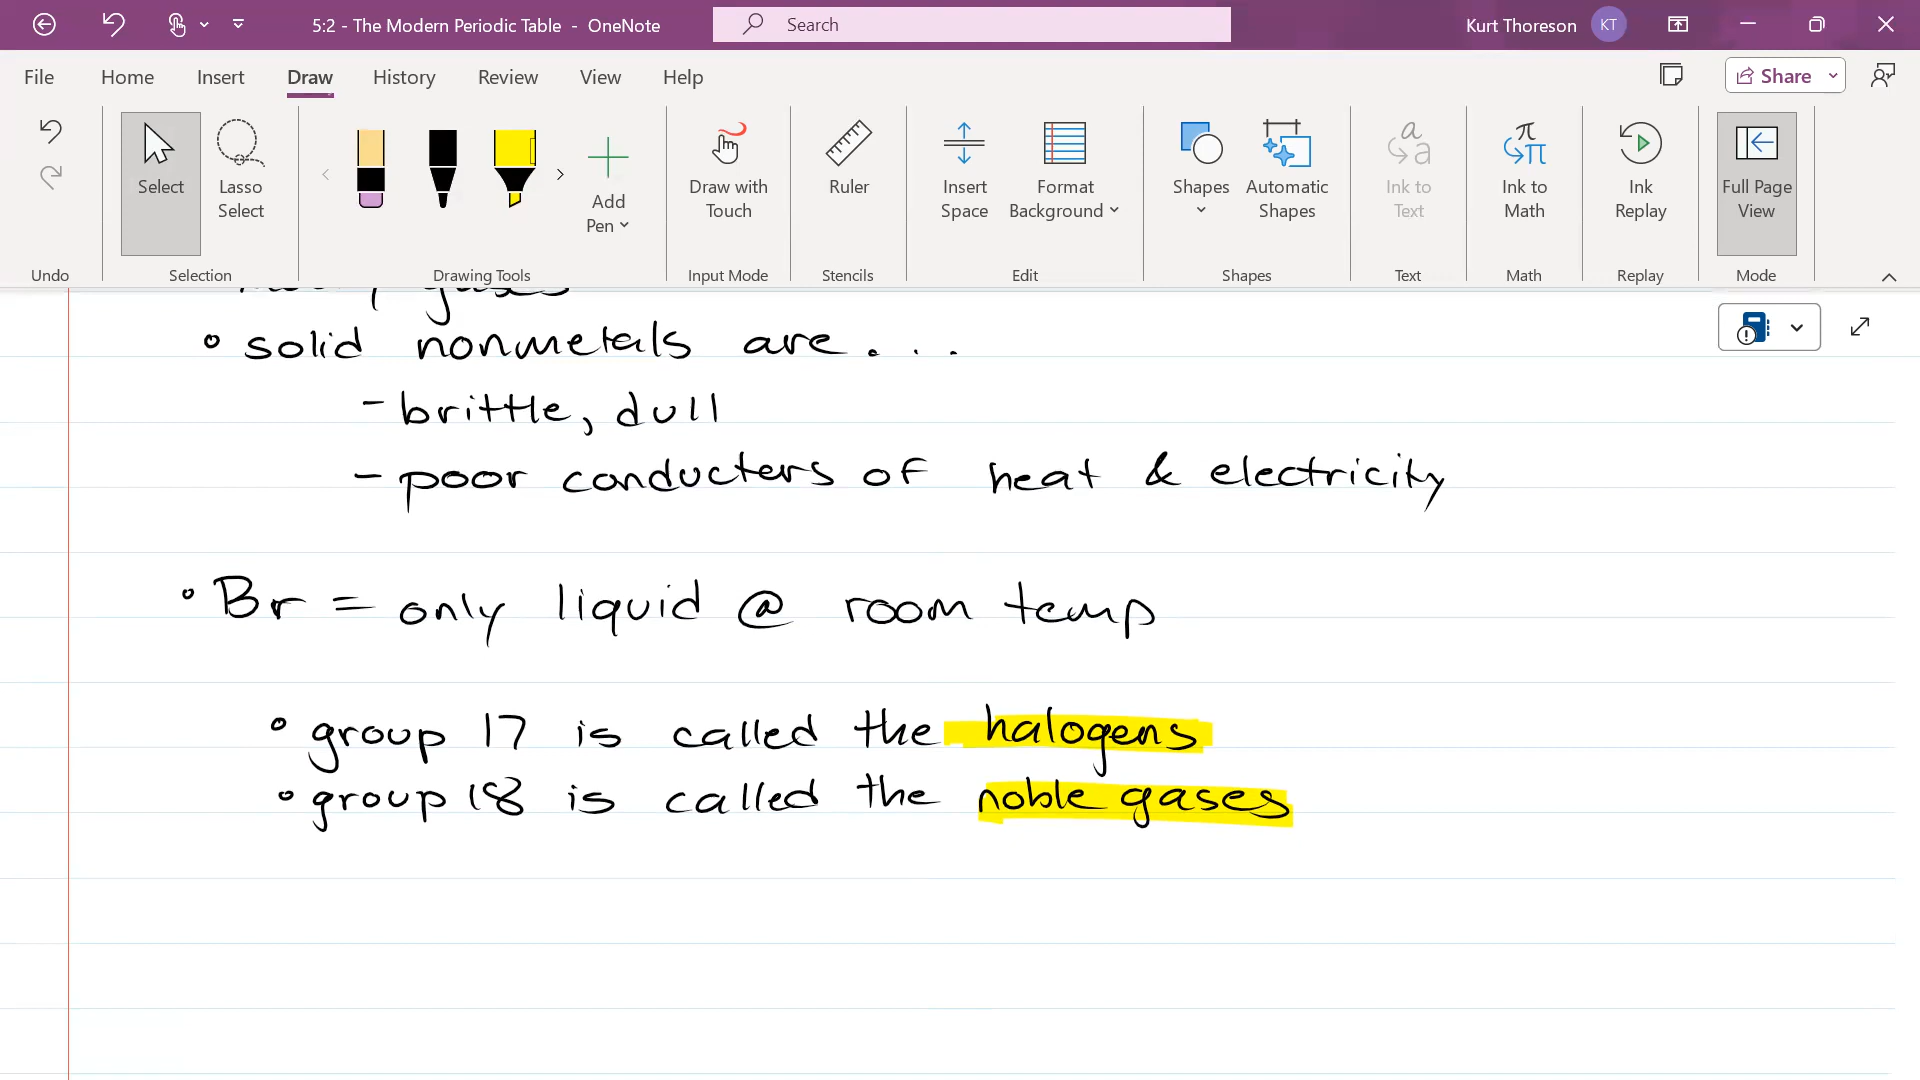 5:2 - The Modern Periodic Table - OneNote
Search
Kurt Thoreson KT
File Home Insert Draw History Review View Help
Share
Select
Lasso Select
Add Pen
Draw with Touch
Ruler
Insert Space
Format Background
Shapes
Automatic Shapes
Ink to Text
Ink to Math
Ink Replay
Full Page View
Undo Selection Drawing Tools Input Mode Stencils Edit Shapes Text Math Replay Mode
gases
• solid nonmetals are...
- brittle, dull
- poor conducters of heat & electricity
• Br = only liquid @ room temp
• group 17 is called the halogens
• group 18 is called the noble gases